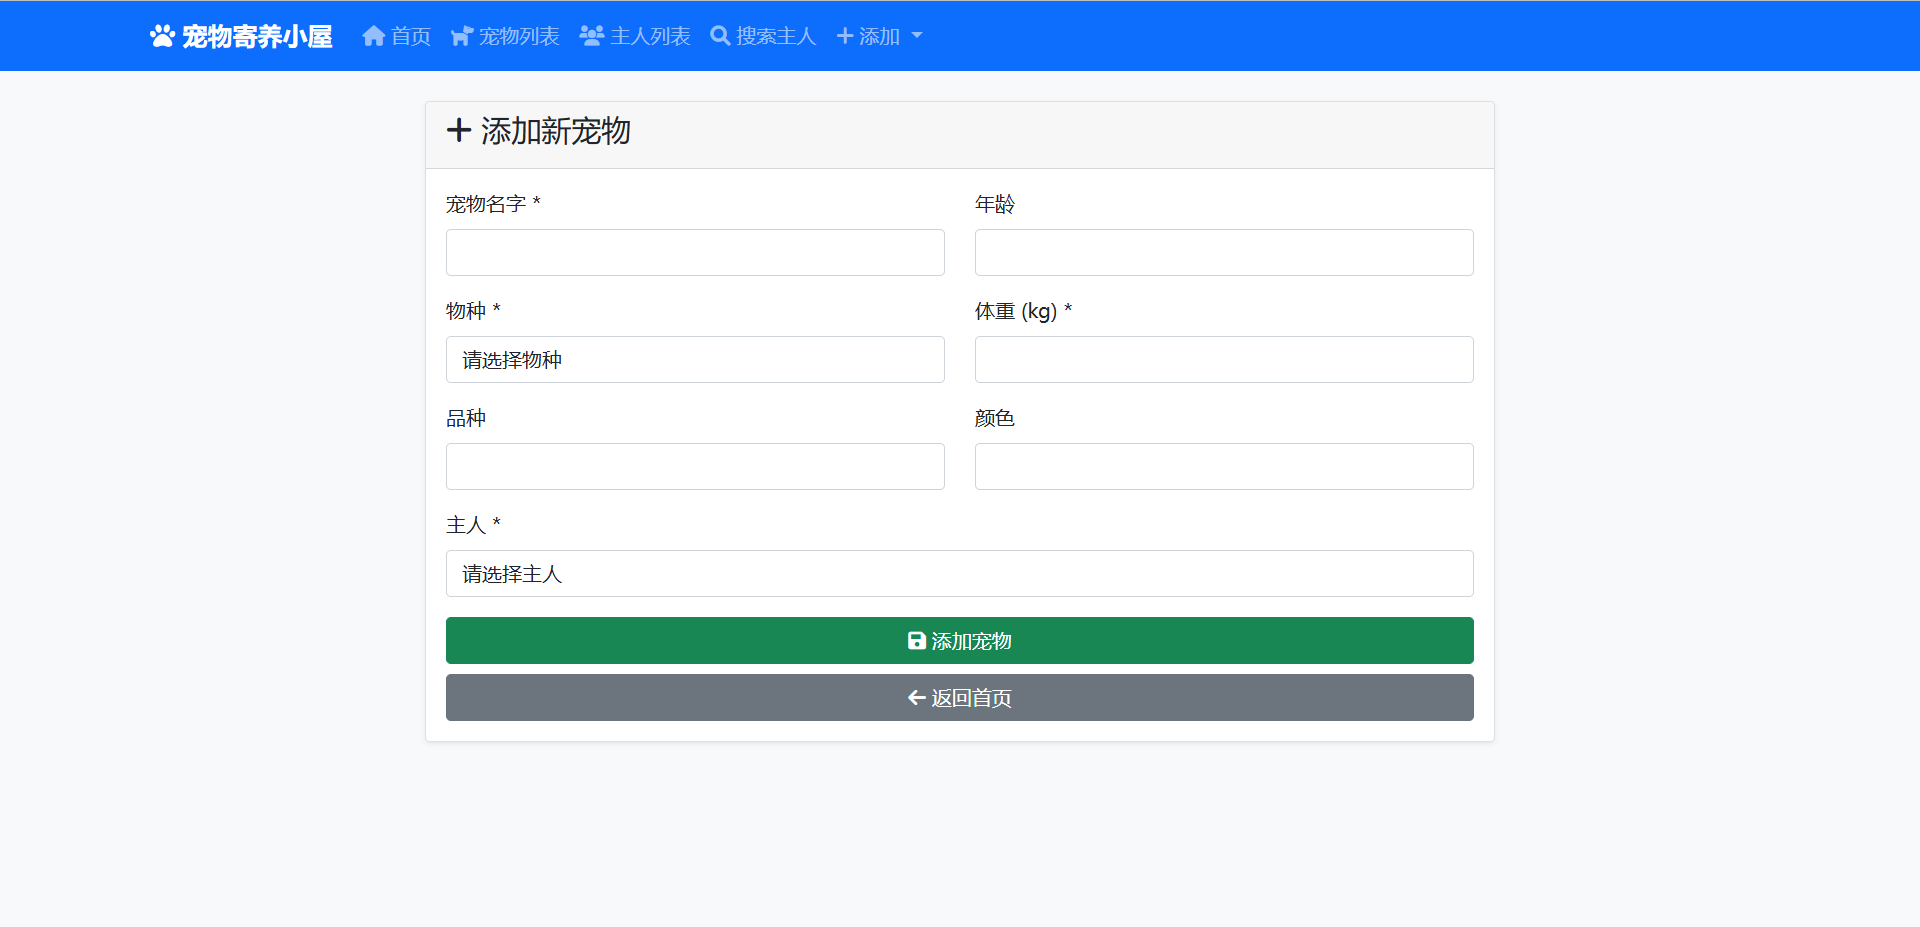 宠物寄养小屋 首页 宠物列表 主人列表 搜索主人 添加
添加新宠物
宠物名字 * 年龄
物种 * 体重 (kg) *
请选择物种
品种 颜色
主人 *
请选择主人
添加宠物
返回首页